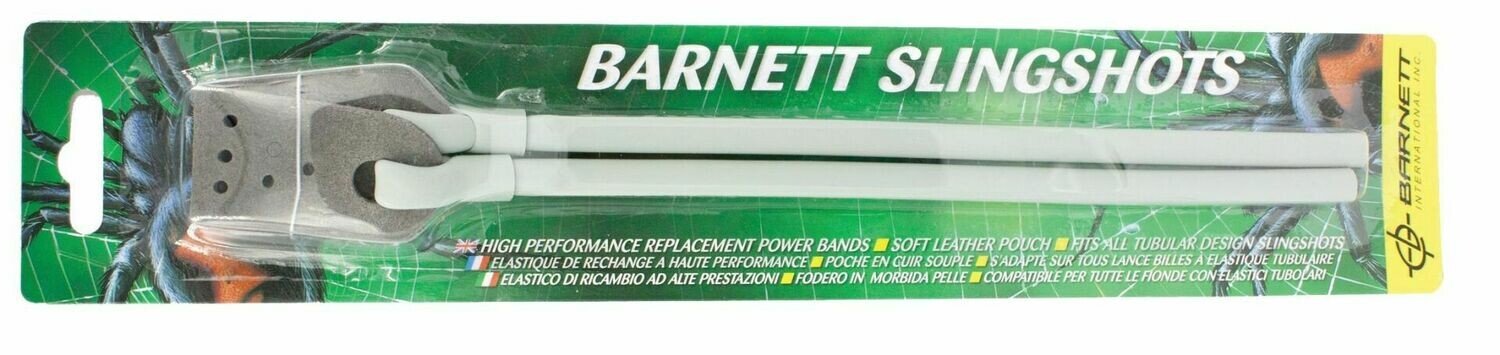 BARNETT SLINGSHOTS
HIGH PERFORMANCE REPLACEMENT POWER BANDS ■ SOFT LEATHER POUCH ■ FITS ALL TUBULAR DESIGN SLINGSHOTS
ELASTIQUE DE RECHANGE A HAUTE PERFORMANCE ■ POCHE EN CUIR SOUPLE ■ S'ADAPTE SUR TOUS LANCE BILLES À ELASTIQUE TUBULAIRE
ELASTICO DI RICAMBIO AD ALTE PRESTAZIONI ■ FODERO IN MORBIDA PELLE ■ COMPATIBILE PER TUTTE LE FIONDE CON ELASTICI TUBOLARI
BARNETT
INTERNATIONAL INC.